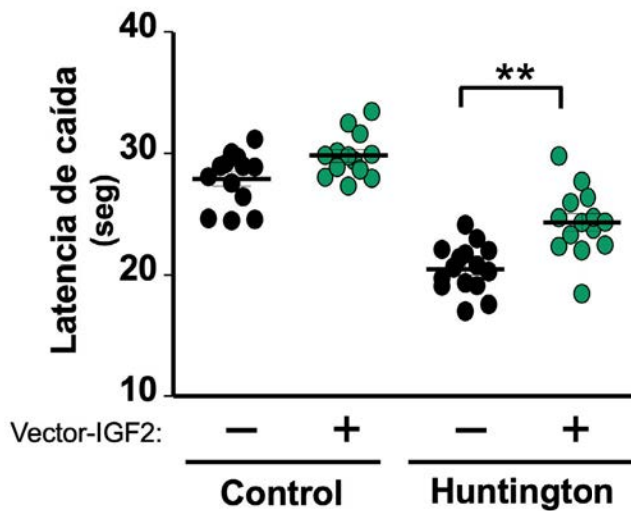 40
30
20
10
Latencia de caída
(seg)
**
Vector-IGF2: − + − +
Control Huntington